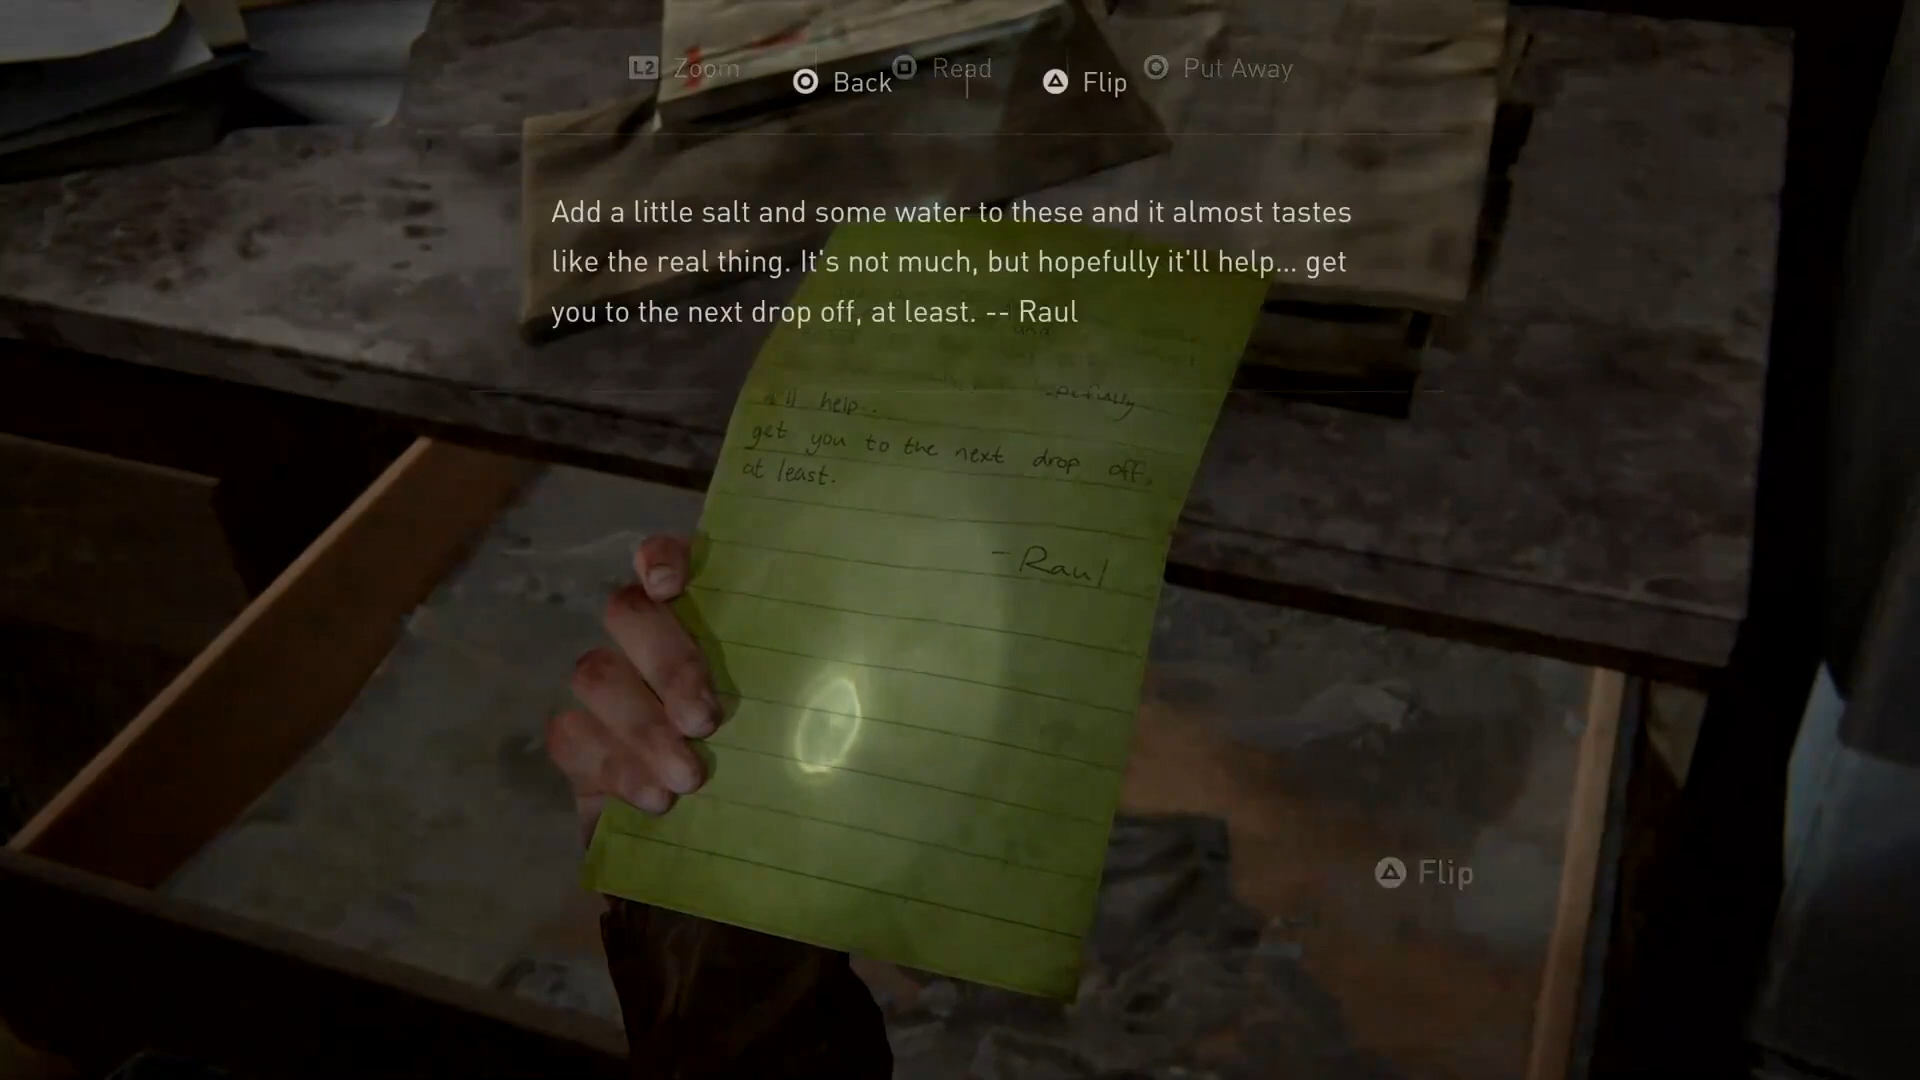 L2 Zoom Read Put Away
Back Flip
Add a little salt and some water to these and it almost tastes
like the real thing. It's not much, but hopefully it'll help... get
you to the next drop off, at least. -- Raul
help..
get you to the next drop off,
at least.
- Raul
Flip